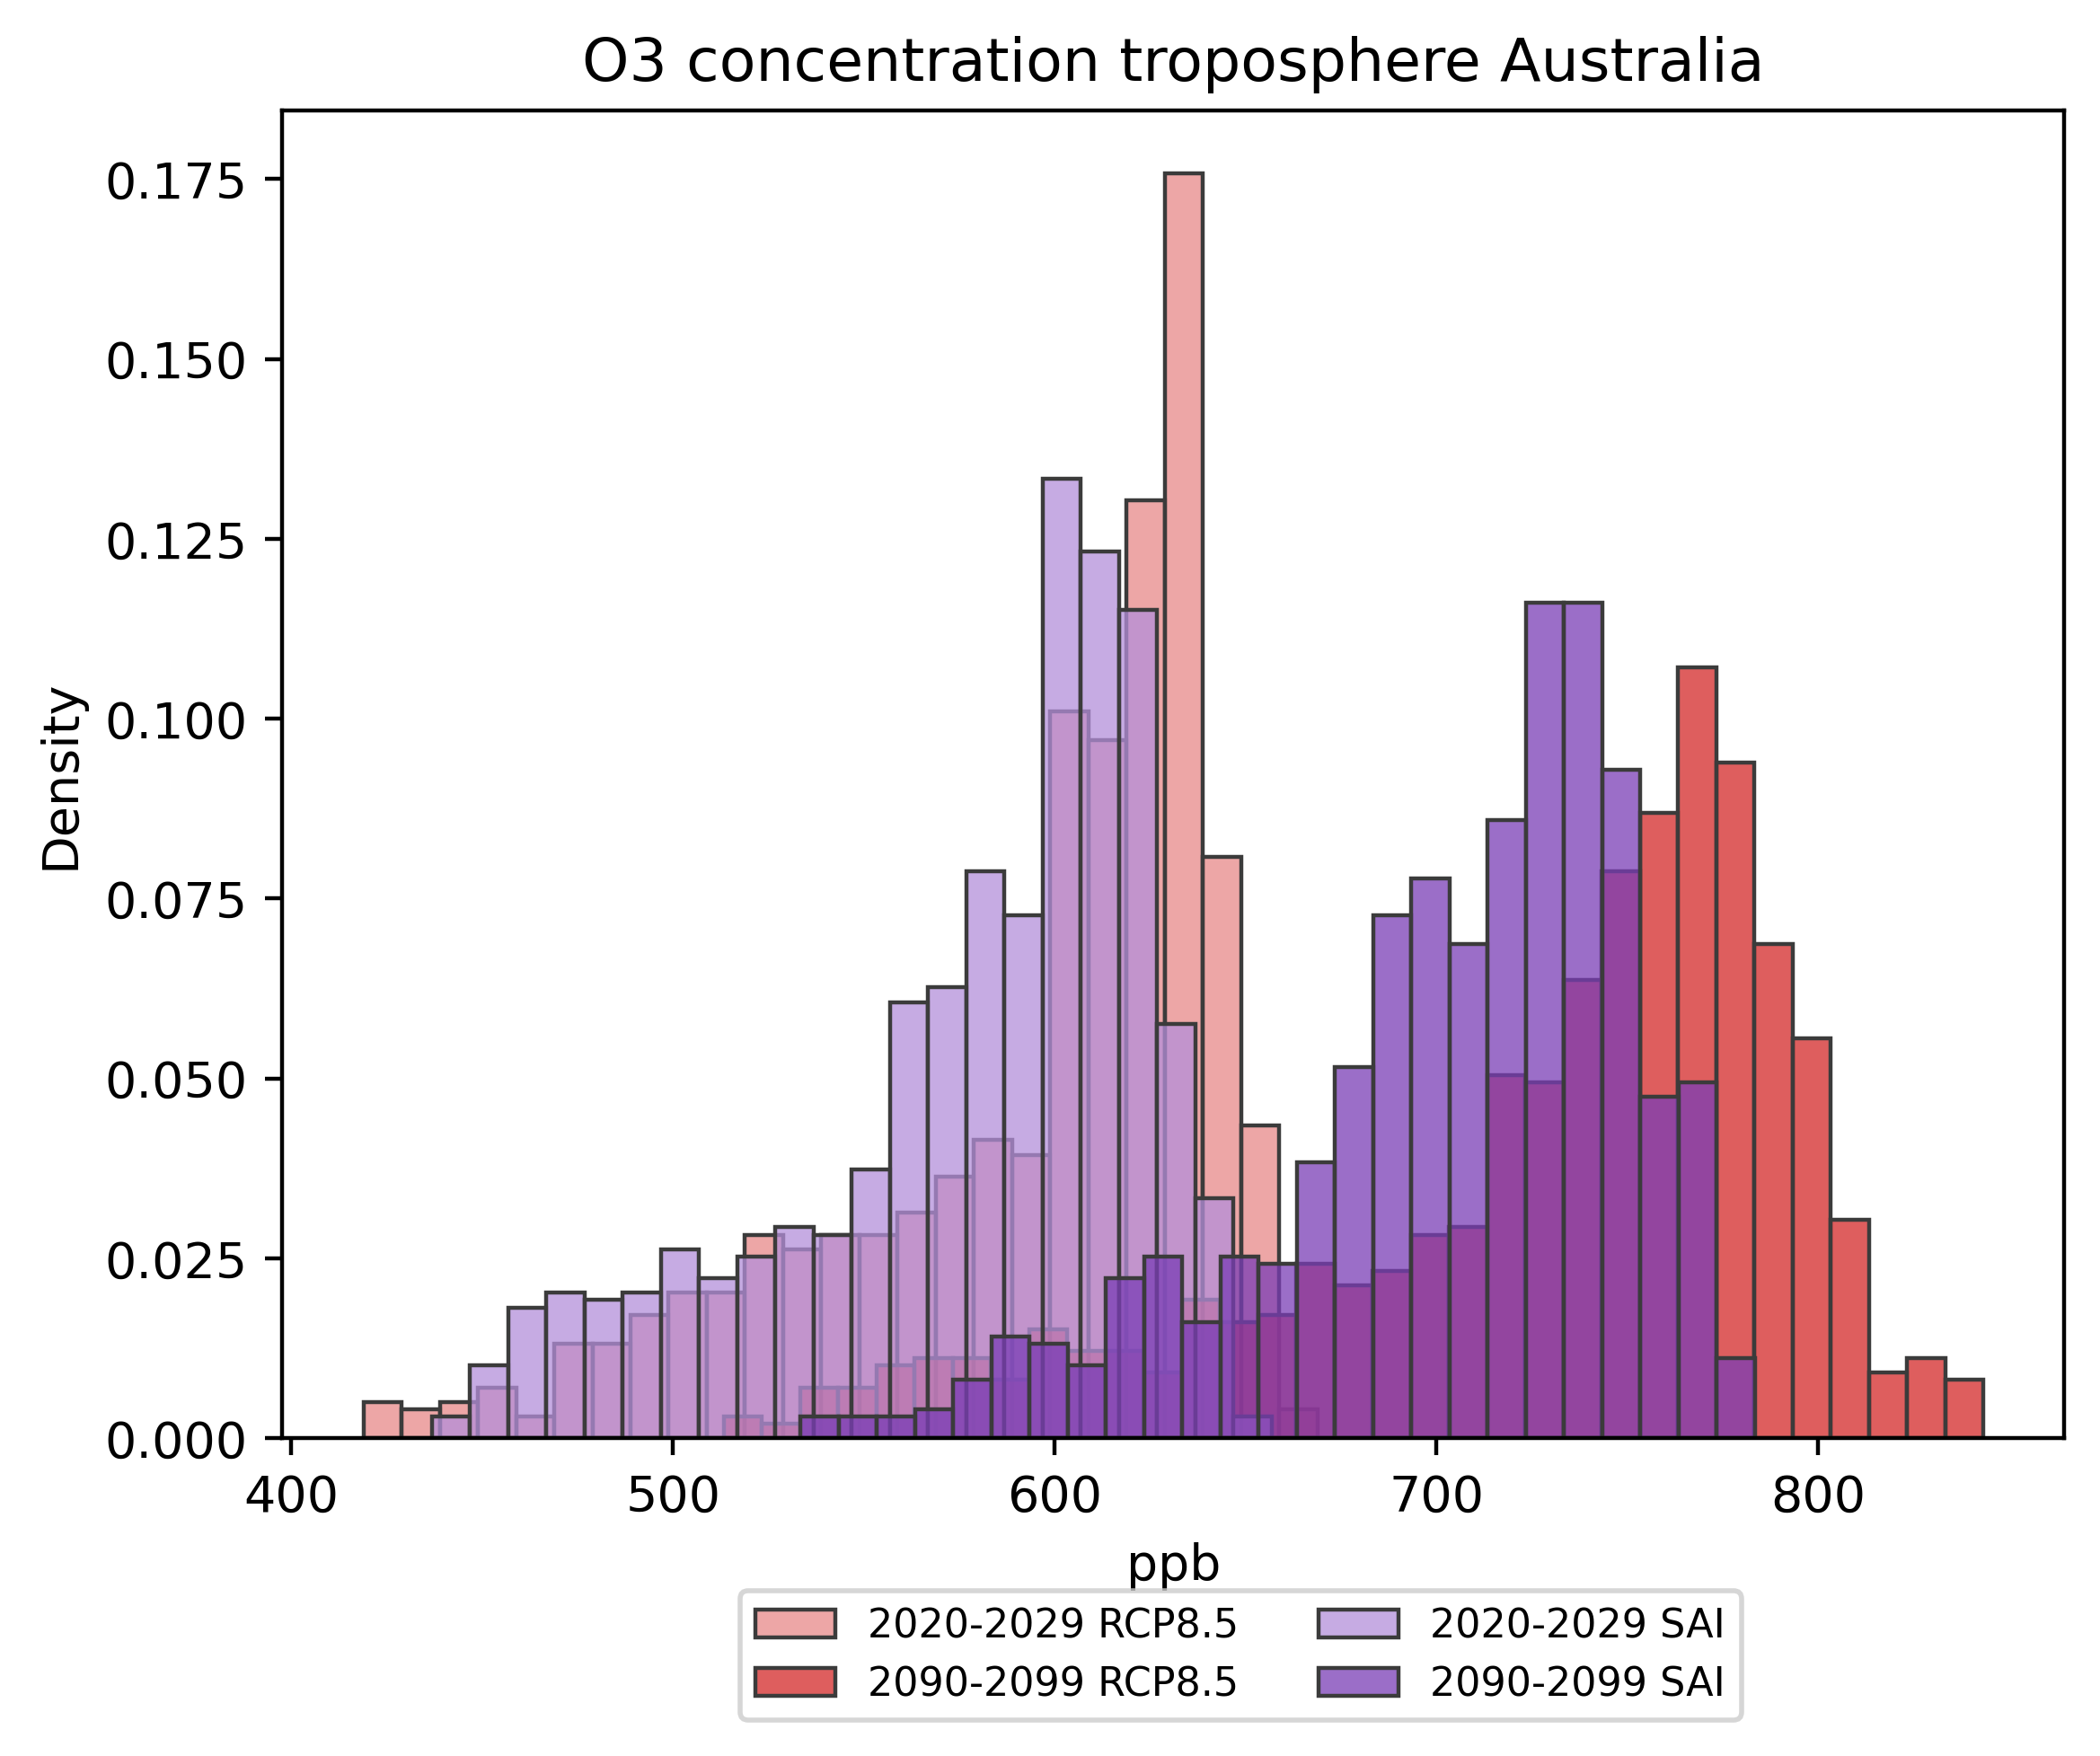 O3 concentration troposphere Australia
0.175
0.150
0.125
0.100
0.075
0.050
0.025
0.000
Density
400 500 600 700 800
ppb
2020-2029 RCP8.5 2020-2029 SAI
2090-2099 RCP8.5 2090-2099 SAI